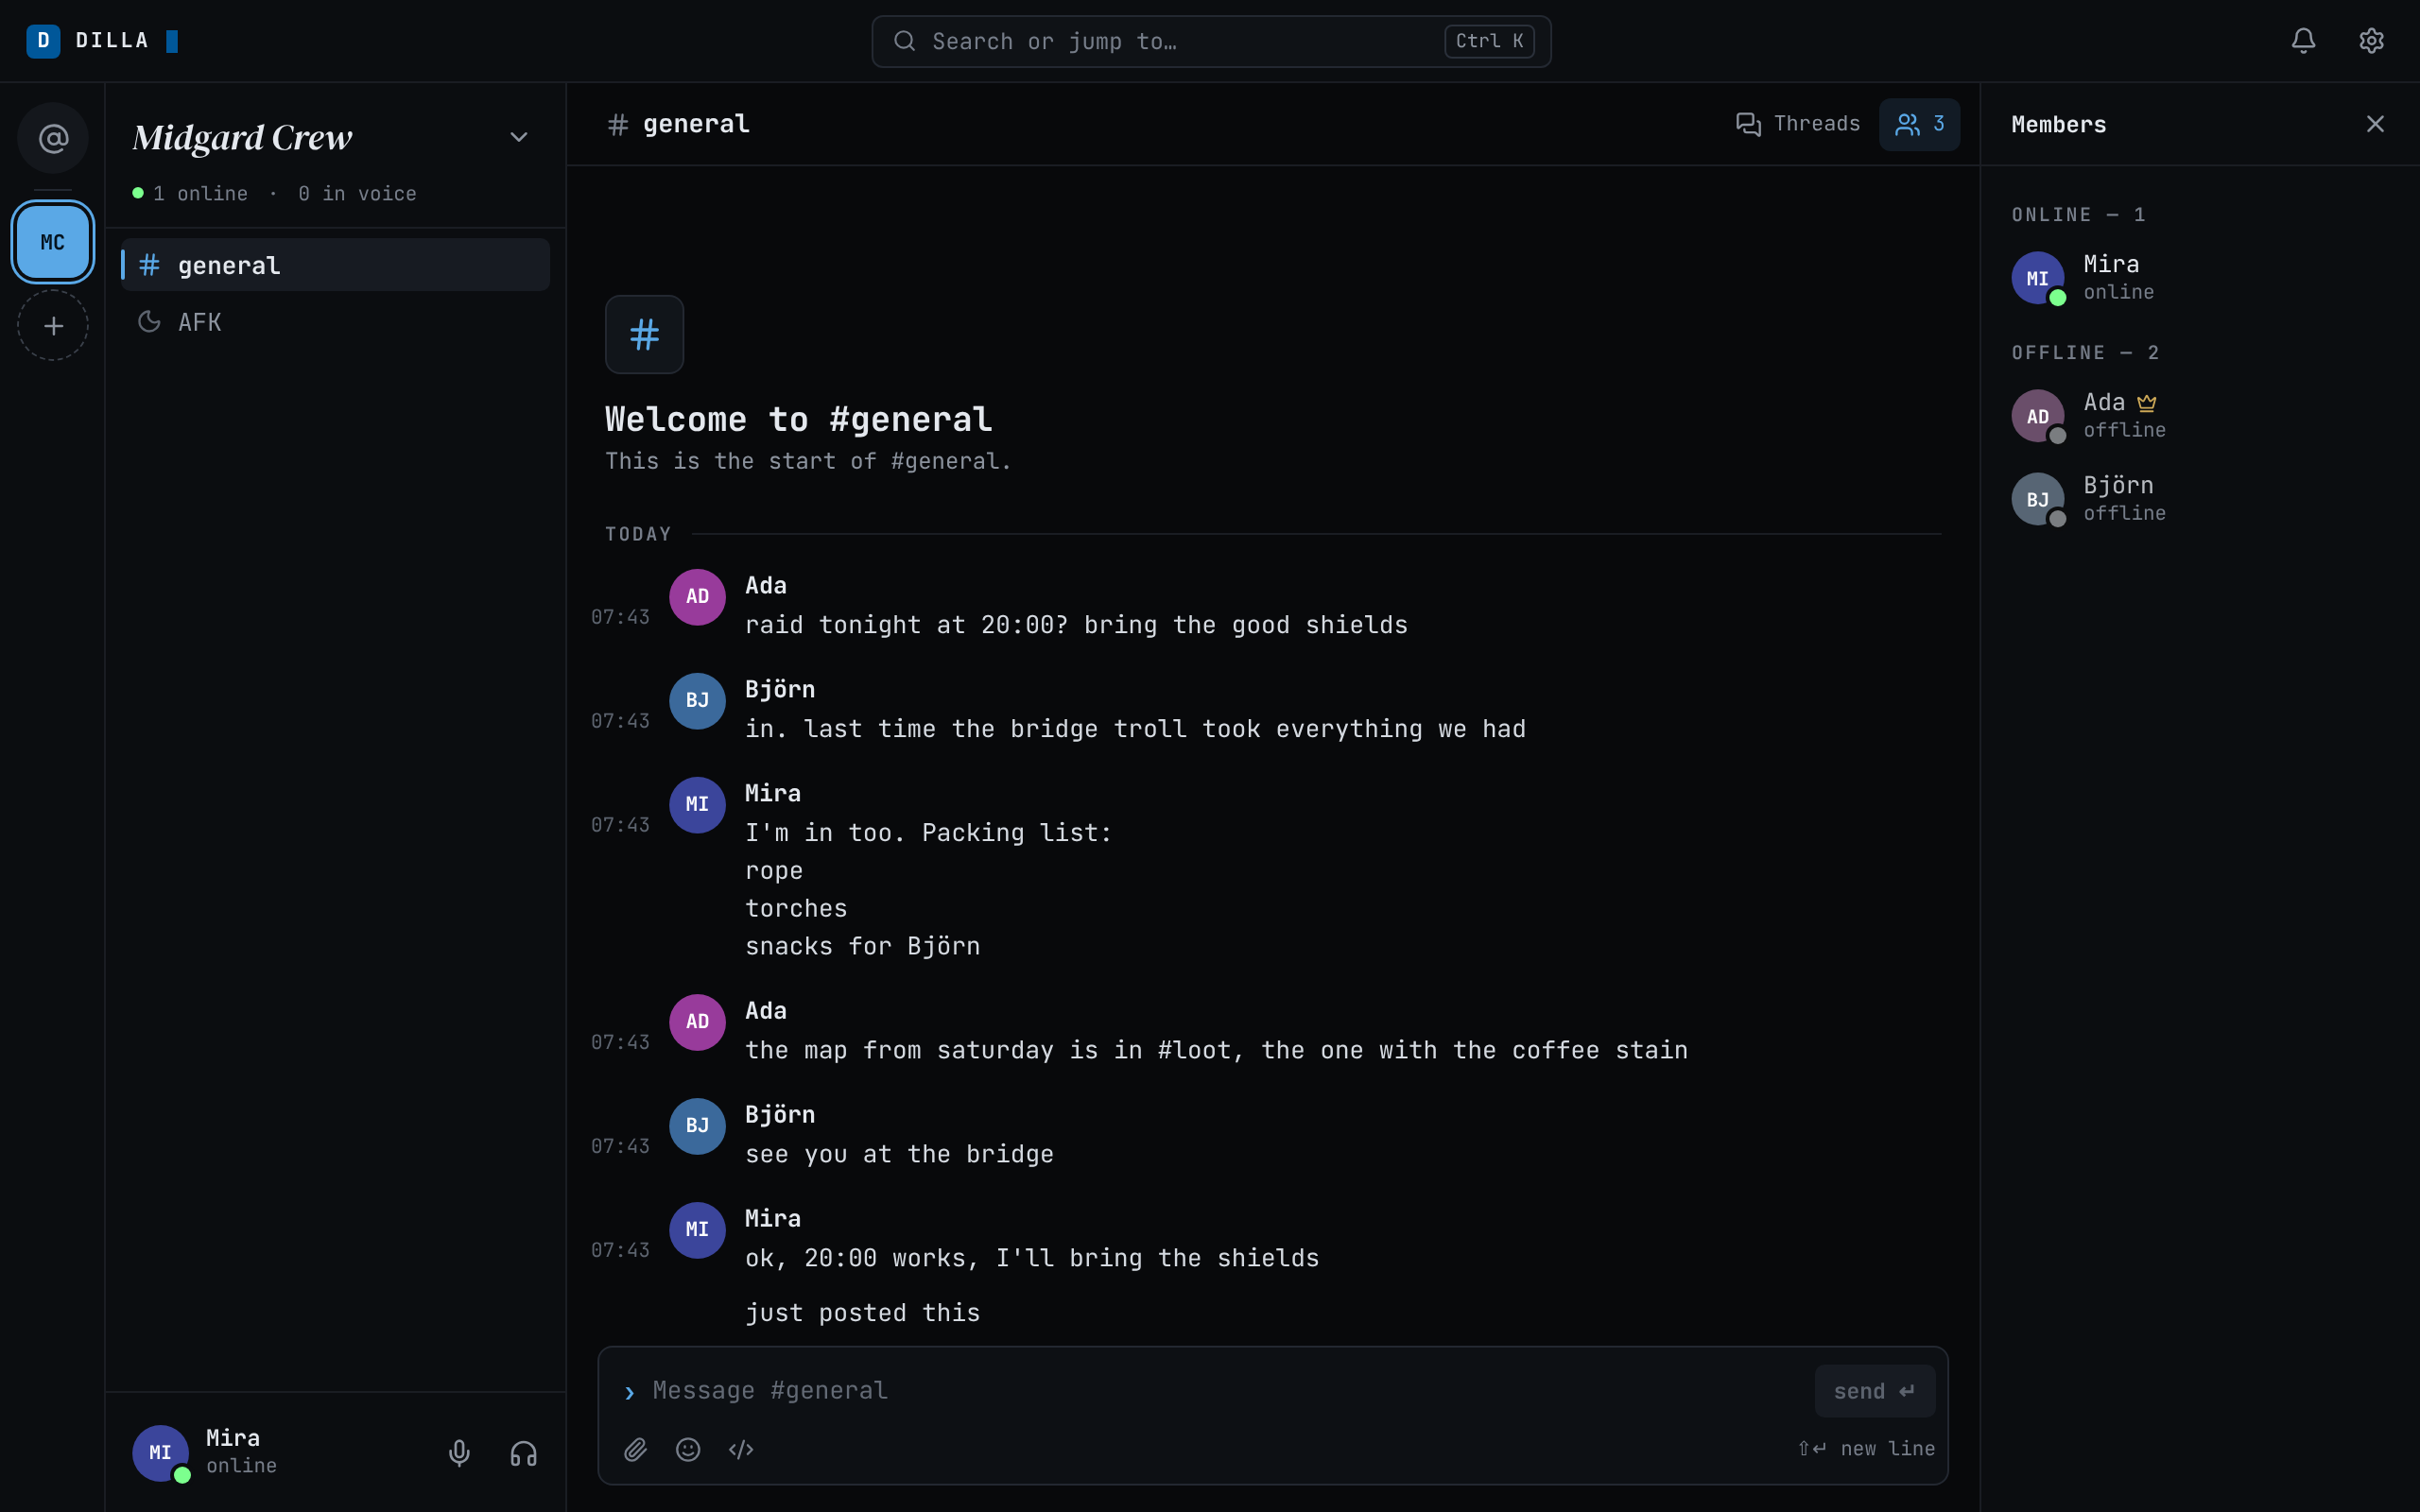 D DILLA
Search or jump to… Ctrl K
@
MC
Midgard Crew
1 online · 0 in voice
# general
AFK
# general
Threads
3
Members
#
Welcome to #general
This is the start of #general.
TODAY
AD Ada
07:43 raid tonight at 20:00? bring the good shields
BJ Björn
07:43 in. last time the bridge troll took everything we had
MI Mira
07:43 I'm in too. Packing list:
rope
torches
snacks for Björn
AD Ada
07:43 the map from saturday is in #loot, the one with the coffee stain
BJ Björn
07:43 see you at the bridge
MI Mira
07:43 ok, 20:00 works, I'll bring the shields
just posted this
› Message #general
send ↵
⇧↵ new line
ONLINE — 1
MI Mira
online
OFFLINE — 2
AD Ada
offline
BJ Björn
offline
MI Mira
online